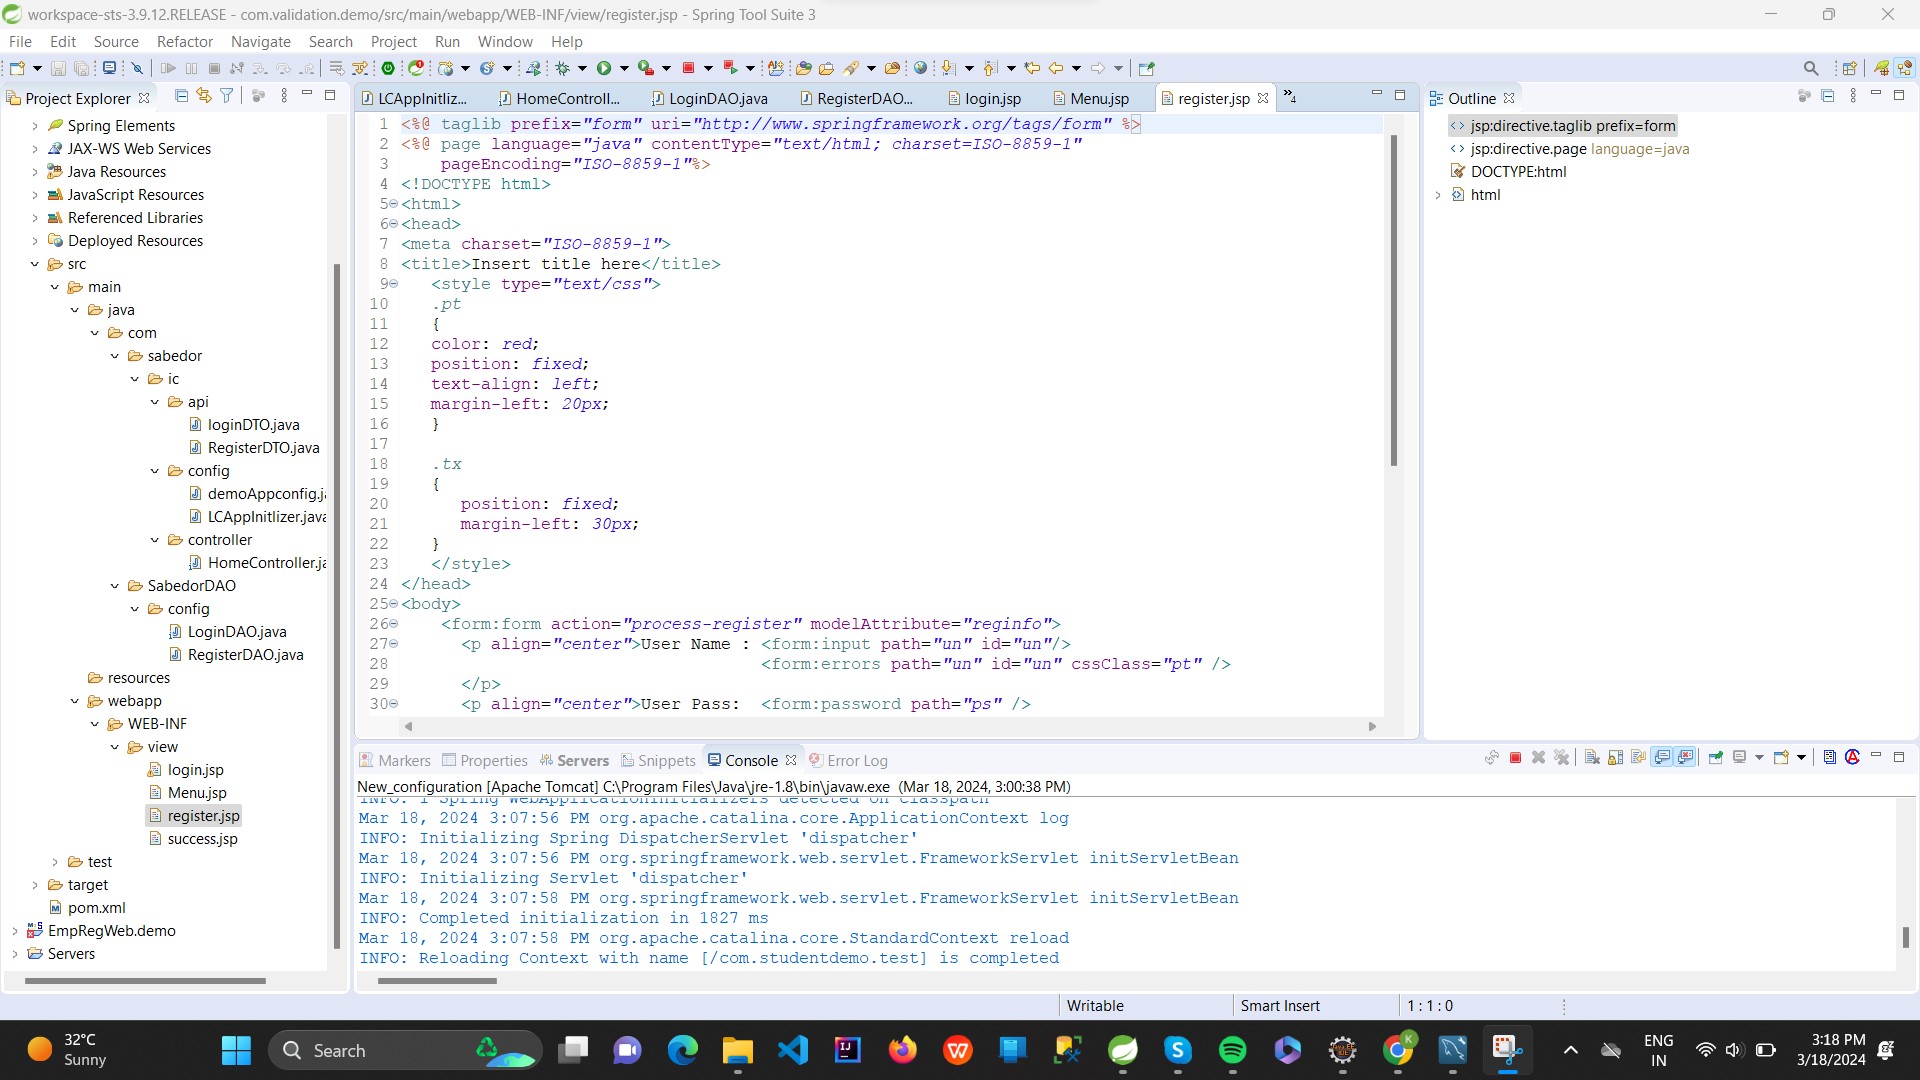 workspace-sts-3.9.12.RELEASE - com.validation.demo/src/main/webapp/WEB-INF/view/register.jsp - Spring Tool Suite 3
File Edit Source Refactor Navigate Search Project Run Window Help
Project Explorer
Spring Elements
JAX-WS Web Services
Java Resources
JavaScript Resources
Referenced Libraries
Deployed Resources
src
main
java
com
sabedor
ic
api
loginDTO.java
RegisterDTO.java
config
demoAppconfig.ja
LCAppInitlizer.java
controller
HomeController.ja
SabedorDAO
config
LoginDAO.java
RegisterDAO.java
resources
webapp
WEB-INF
view
login.jsp
Menu.jsp
register.jsp
success.jsp
test
target
pom.xml
EmpRegWeb.demo
Servers
LCAppInitliz... HomeControll... LoginDAO.java RegisterDAO... login.jsp Menu.jsp register.jsp »4
1 <%@ taglib prefix="form" uri="http://www.springframework.org/tags/form" %>
2 <%@ page language="java" contentType="text/html; charset=ISO-8859-1"
3 pageEncoding="ISO-8859-1"%>
4 <!DOCTYPE html>
5 <html>
6 <head>
7 <meta charset="ISO-8859-1">
8 <title>Insert title here</title>
9 <style type="text/css">
10 .pt
11 {
12 color: red;
13 position: fixed;
14 text-align: left;
15 margin-left: 20px;
16 }
17
18 .tx
19 {
20 position: fixed;
21 margin-left: 30px;
22 }
23 </style>
24 </head>
25 <body>
26 <form:form action="process-register" modelAttribute="reginfo">
27 <p align="center">User Name : <form:input path="un" id="un"/>
28 <form:errors path="un" id="un" cssClass="pt" />
29 </p>
30 <p align="center">User Pass: <form:password path="ps" />
Outline
jsp:directive.taglib prefix=form
jsp:directive.page language=java
DOCTYPE:html
html
Markers Properties Servers Snippets Console Error Log
New_configuration [Apache Tomcat] C:\Program Files\Java\jre-1.8\bin\javaw.exe (Mar 18, 2024, 3:00:38 PM)
INFO: 1 Spring WebApplicationInitializers detected on classpath
Mar 18, 2024 3:07:56 PM org.apache.catalina.core.ApplicationContext log
INFO: Initializing Spring DispatcherServlet 'dispatcher'
Mar 18, 2024 3:07:56 PM org.springframework.web.servlet.FrameworkServlet initServletBean
INFO: Initializing Servlet 'dispatcher'
Mar 18, 2024 3:07:58 PM org.springframework.web.servlet.FrameworkServlet initServletBean
INFO: Completed initialization in 1827 ms
Mar 18, 2024 3:07:58 PM org.apache.catalina.core.StandardContext reload
INFO: Reloading Context with name [/com.studentdemo.test] is completed
Writable Smart Insert 1 : 1 : 0
32°C
Sunny
Search
ENG
IN
3:18 PM
3/18/2024